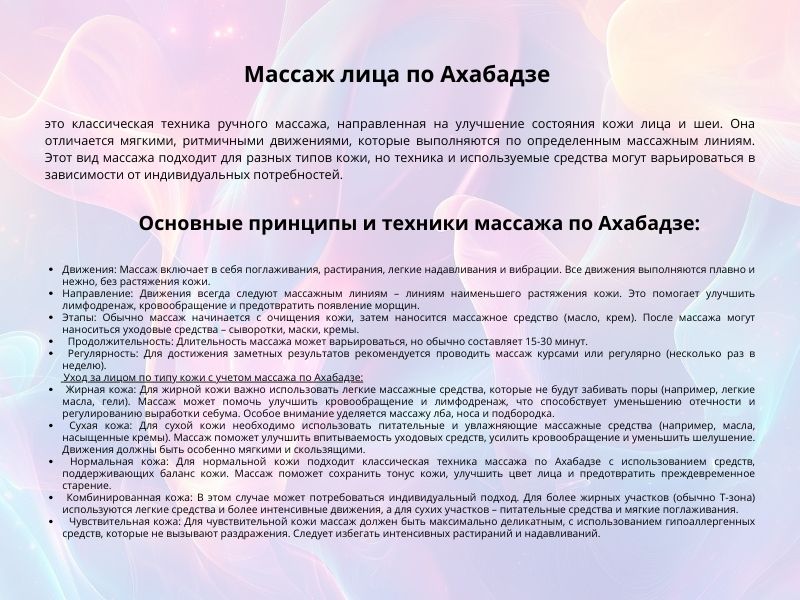 Массаж лица по Ахабадзе
это классическая техника ручного массажа, направленная на улучшение состояния кожи лица и шеи. Она
отличается мягкими, ритмичными движениями, которые выполняются по определенным массажным линиям.
Этот вид массажа подходит для разных типов кожи, но техника и используемые средства могут варьироваться в
зависимости от индивидуальных потребностей.
Основные принципы и техники массажа по Ахабадзе:
• Движения: Массаж включает в себя поглаживания, растирания, легкие надавливания и вибрации. Все движения выполняются плавно и
нежно, без растяжения кожи.
• Направление: Движения всегда следуют массажным линиям – линиям наименьшего растяжения кожи. Это помогает улучшить
лимфодренаж, кровообращение и предотвратить появление морщин.
• Этапы: Обычно массаж начинается с очищения кожи, затем наносится массажное средство (масло, крем). После массажа могут
наноситься уходовые средства – сыворотки, маски, кремы.
• Продолжительность: Длительность массажа может варьироваться, но обычно составляет 15-30 минут.
• Регулярность: Для достижения заметных результатов рекомендуется проводить массаж курсами или регулярно (несколько раз в
неделю).
Уход за лицом по типу кожи с учетом массажа по Ахабадзе:
• Жирная кожа: Для жирной кожи важно использовать легкие массажные средства, которые не будут забивать поры (например, легкие
масла, гели). Массаж может помочь улучшить кровообращение и лимфодренаж, что способствует уменьшению отечности и
регулированию выработки себума. Особое внимание уделяется массажу лба, носа и подбородка.
• Сухая кожа: Для сухой кожи необходимо использовать питательные и увлажняющие массажные средства (например, масла,
насыщенные кремы). Массаж поможет улучшить впитываемость уходовых средств, усилить кровообращение и уменьшить шелушение.
Движения должны быть особенно мягкими и скользящими.
• Нормальная кожа: Для нормальной кожи подходит классическая техника массажа по Ахабадзе с использованием средств,
поддерживающих баланс кожи. Массаж поможет сохранить тонус кожи, улучшить цвет лица и предотвратить преждевременное
старение.
• Комбинированная кожа: В этом случае может потребоваться индивидуальный подход. Для более жирных участков (обычно Т-зона)
используются легкие средства и более интенсивные движения, а для сухих участков – питательные средства и мягкие поглаживания.
• Чувствительная кожа: Для чувствительной кожи массаж должен быть максимально деликатным, с использованием гипоаллергенных
средств, которые не вызывают раздражения. Следует избегать интенсивных растираний и надавливаний.